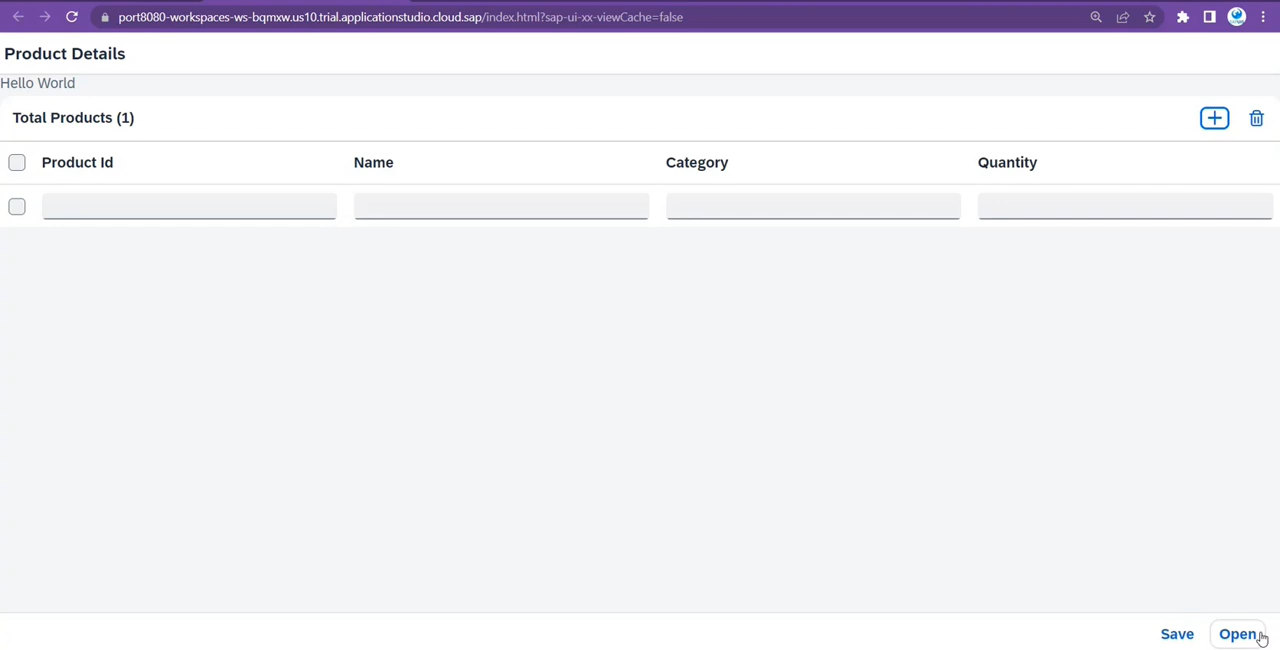 port8080-workspaces-ws-bqmxw.us10.trial.applicationstudio.cloud.sap/index.html?sap-ui-xx-viewCache=false
Product Details
Hello World
Total Products (1)
Product Id Name Category Quantity
Save Open